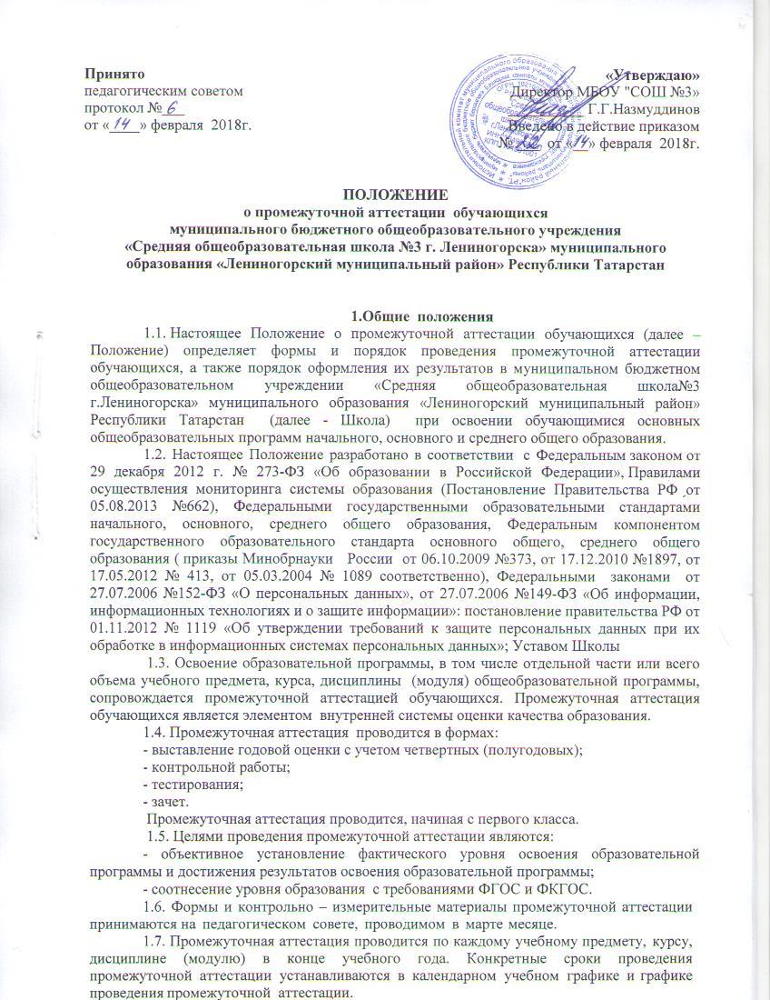 Принято
педагогическим советом
протокол № 6
от «14» февраля 2018г.
«Утверждаю»
Директор МБОУ "СОШ №3»
Г.Г.Назмуддинов
Введено в действие приказом
№ от «14» февраля 2018г.
ПОЛОЖЕНИЕ
о промежуточной аттестации обучающихся
муниципального бюджетного общеобразовательного учреждения
«Средняя общеобразовательная школа №3 г. Лениногорска» муниципального
образования «Лениногорский муниципальный район» Республики Татарстан
1.Общие положения
1.1. Настоящее Положение о промежуточной аттестации обучающихся (далее –
Положение) определяет формы и порядок проведения промежуточной аттестации
обучающихся, а также порядок оформления их результатов в муниципальном бюджетном
общеобразовательном учреждении «Средняя общеобразовательная школа№3
г.Лениногорска» муниципального образования «Лениногорский муниципальный район»
Республики Татарстан (далее - Школа) при освоении обучающимися основных
общеобразовательных программ начального, основного и среднего общего образования.
1.2. Настоящее Положение разработано в соответствии с Федеральным законом от
29 декабря 2012 г. № 273-ФЗ «Об образовании в Российской Федерации», Правилами
осуществления мониторинга системы образования (Постановление Правительства РФ от
05.08.2013 №662), Федеральными государственными образовательными стандартами
начального, основного, среднего общего образования, Федеральным компонентом
государственного образовательного стандарта основного общего, среднего общего
образования ( приказы Минобрнауки России от 06.10.2009 №373, от 17.12.2010 №1897, от
17.05.2012 № 413, от 05.03.2004 № 1089 соответственно), Федеральными законами от
27.07.2006 №152-ФЗ «О персональных данных», от 27.07.2006 №149-ФЗ «Об информации,
информационных технологиях и о защите информации»: постановление правительства РФ от
01.11.2012 № 1119 «Об утверждении требований к защите персональных данных при их
обработке в информационных системах персональных данных»; Уставом Школы
1.3. Освоение образовательной программы, в том числе отдельной части или всего
объема учебного предмета, курса, дисциплины (модуля) общеобразовательной программы,
сопровождается промежуточной аттестацией обучающихся. Промежуточная аттестация
обучающихся является элементом внутренней системы оценки качества образования.
1.4. Промежуточная аттестация проводится в формах:
- выставление годовой оценки с учетом четвертных (полугодовых);
- контрольной работы;
- тестирования;
- зачет.
Промежуточная аттестация проводится, начиная с первого класса.
1.5. Целями проведения промежуточной аттестации являются:
- объективное установление фактического уровня освоения образовательной
программы и достижения результатов освоения образовательной программы;
- соотнесение уровня образования с требованиями ФГОС и ФКГОС.
1.6. Формы и контрольно – измерительные материалы промежуточной аттестации
принимаются на педагогическом совете, проводимом в марте месяце.
1.7. Промежуточная аттестация проводится по каждому учебному предмету, курсу,
дисциплине (модулю) в конце учебного года. Конкретные сроки проведения
промежуточной аттестации устанавливаются в календарном учебном графике и графике
проведения промежуточной аттестации.